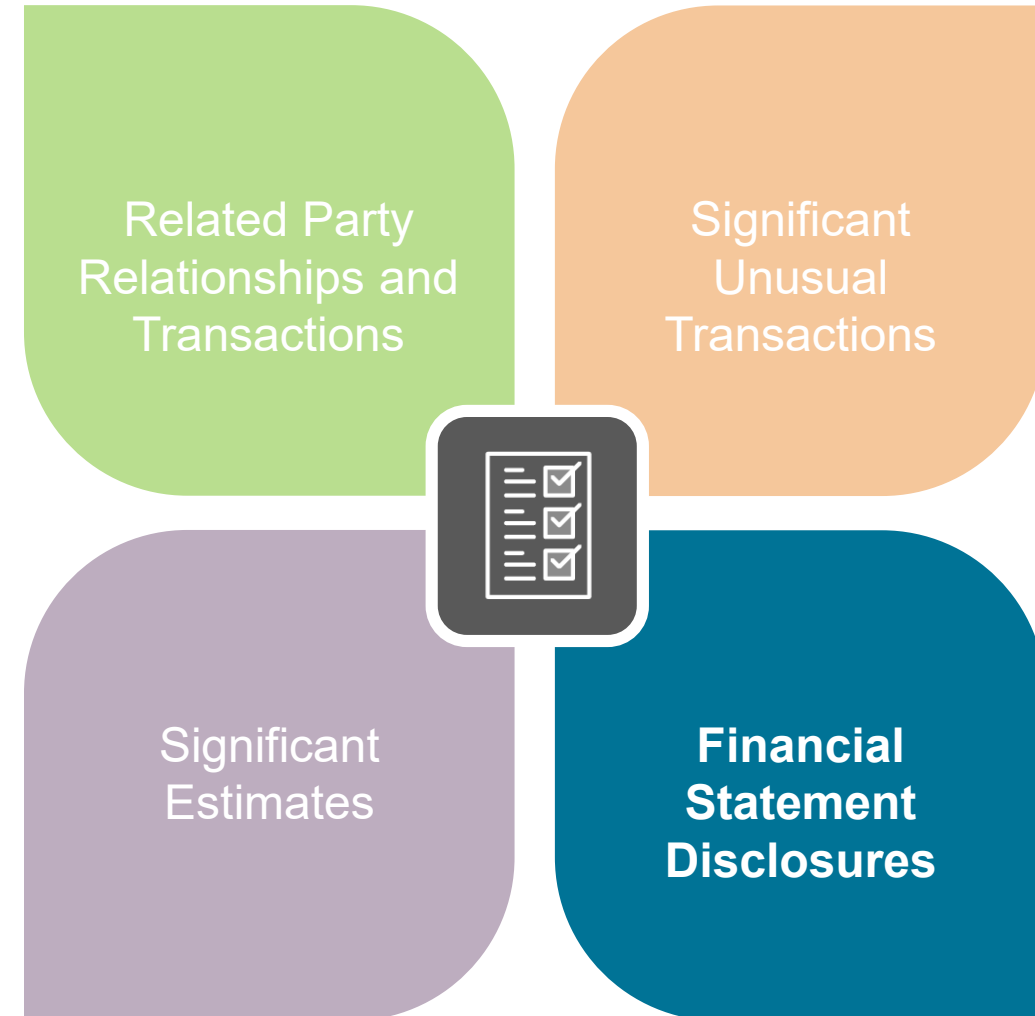 Related Party
Relationships and
Transactions
Significant
Unusual
Transactions
Significant
Estimates
Financial
Statement
Disclosures